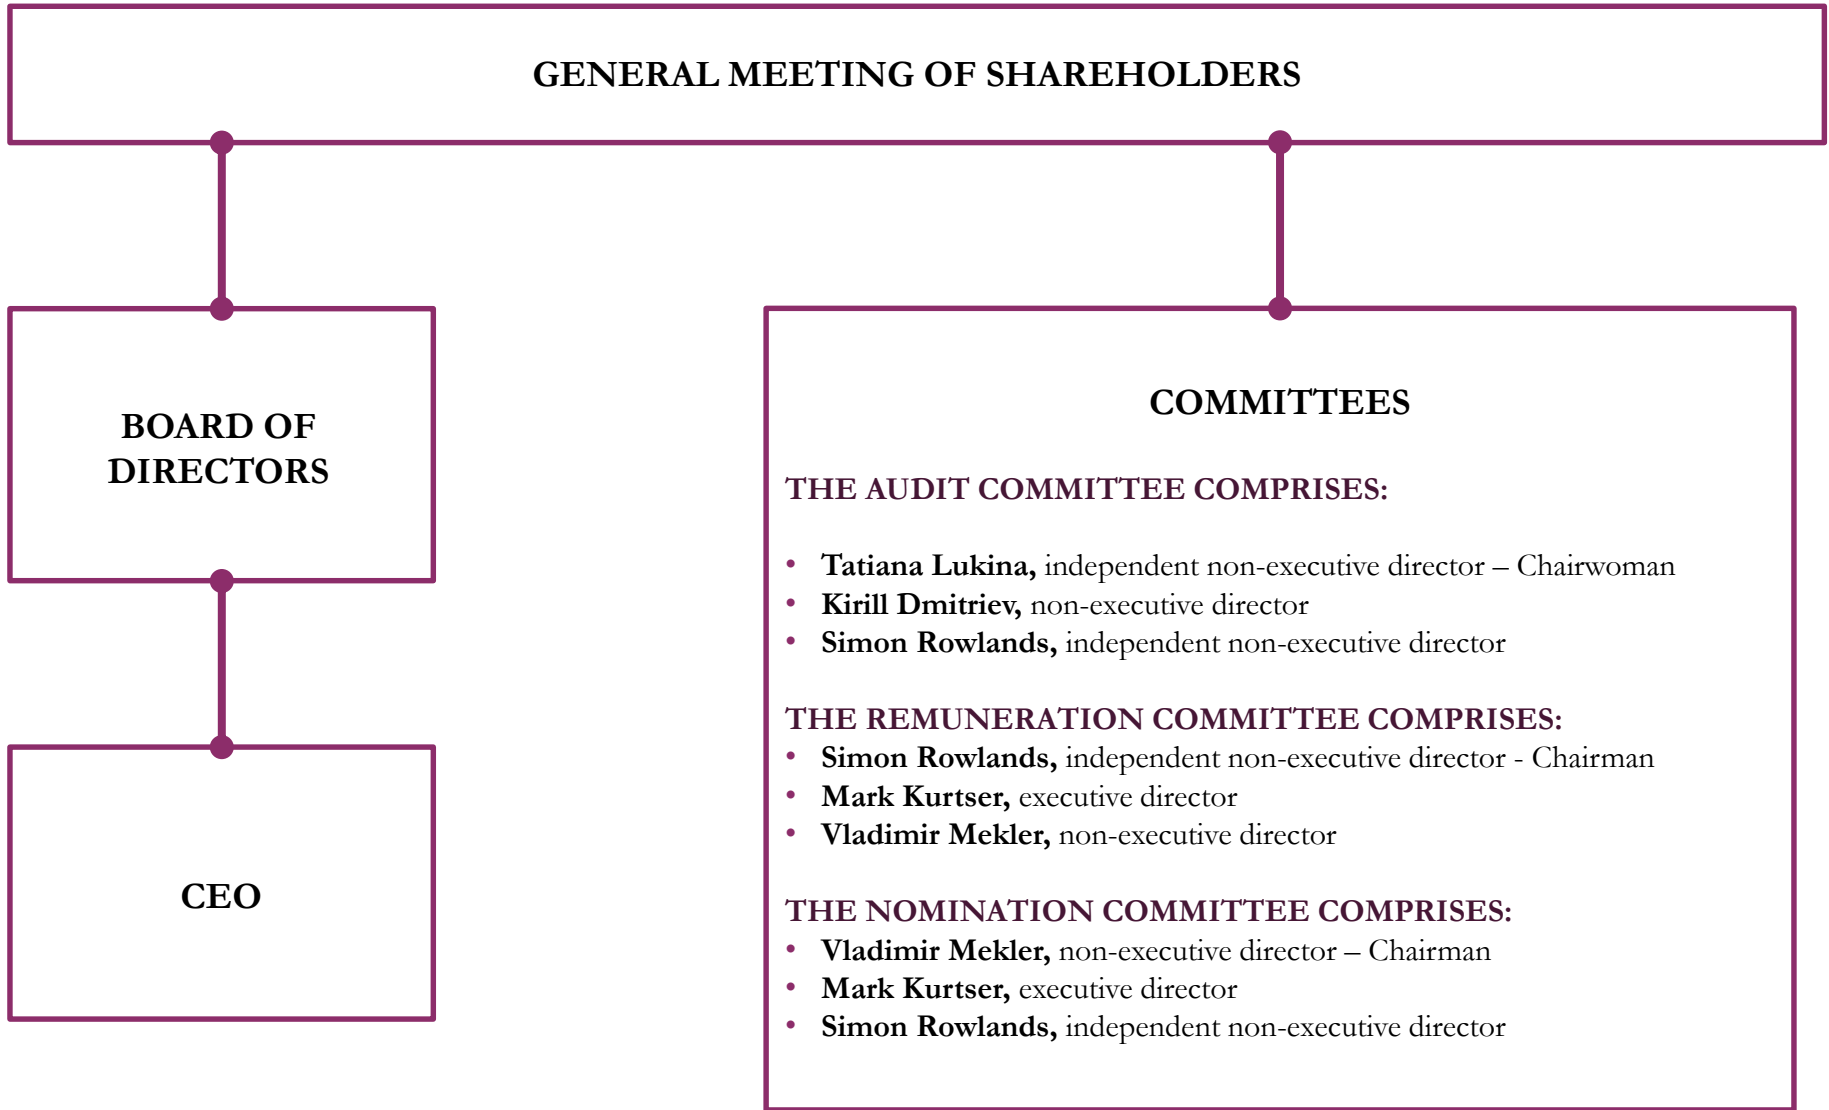 GENERAL MEETING OF SHAREHOLDERS
BOARD OF
DIRECTORS
CEO
COMMITTEES
THE AUDIT COMMITTEE COMPRISES:
• Tatiana Lukina, independent non-executive director – Chairwoman
• Kirill Dmitriev, non-executive director
• Simon Rowlands, independent non-executive director
THE REMUNERATION COMMITTEE COMPRISES:
• Simon Rowlands, independent non-executive director - Chairman
• Mark Kurtser, executive director
• Vladimir Mekler, non-executive director
THE NOMINATION COMMITTEE COMPRISES:
• Vladimir Mekler, non-executive director – Chairman
• Mark Kurtser, executive director
• Simon Rowlands, independent non-executive director